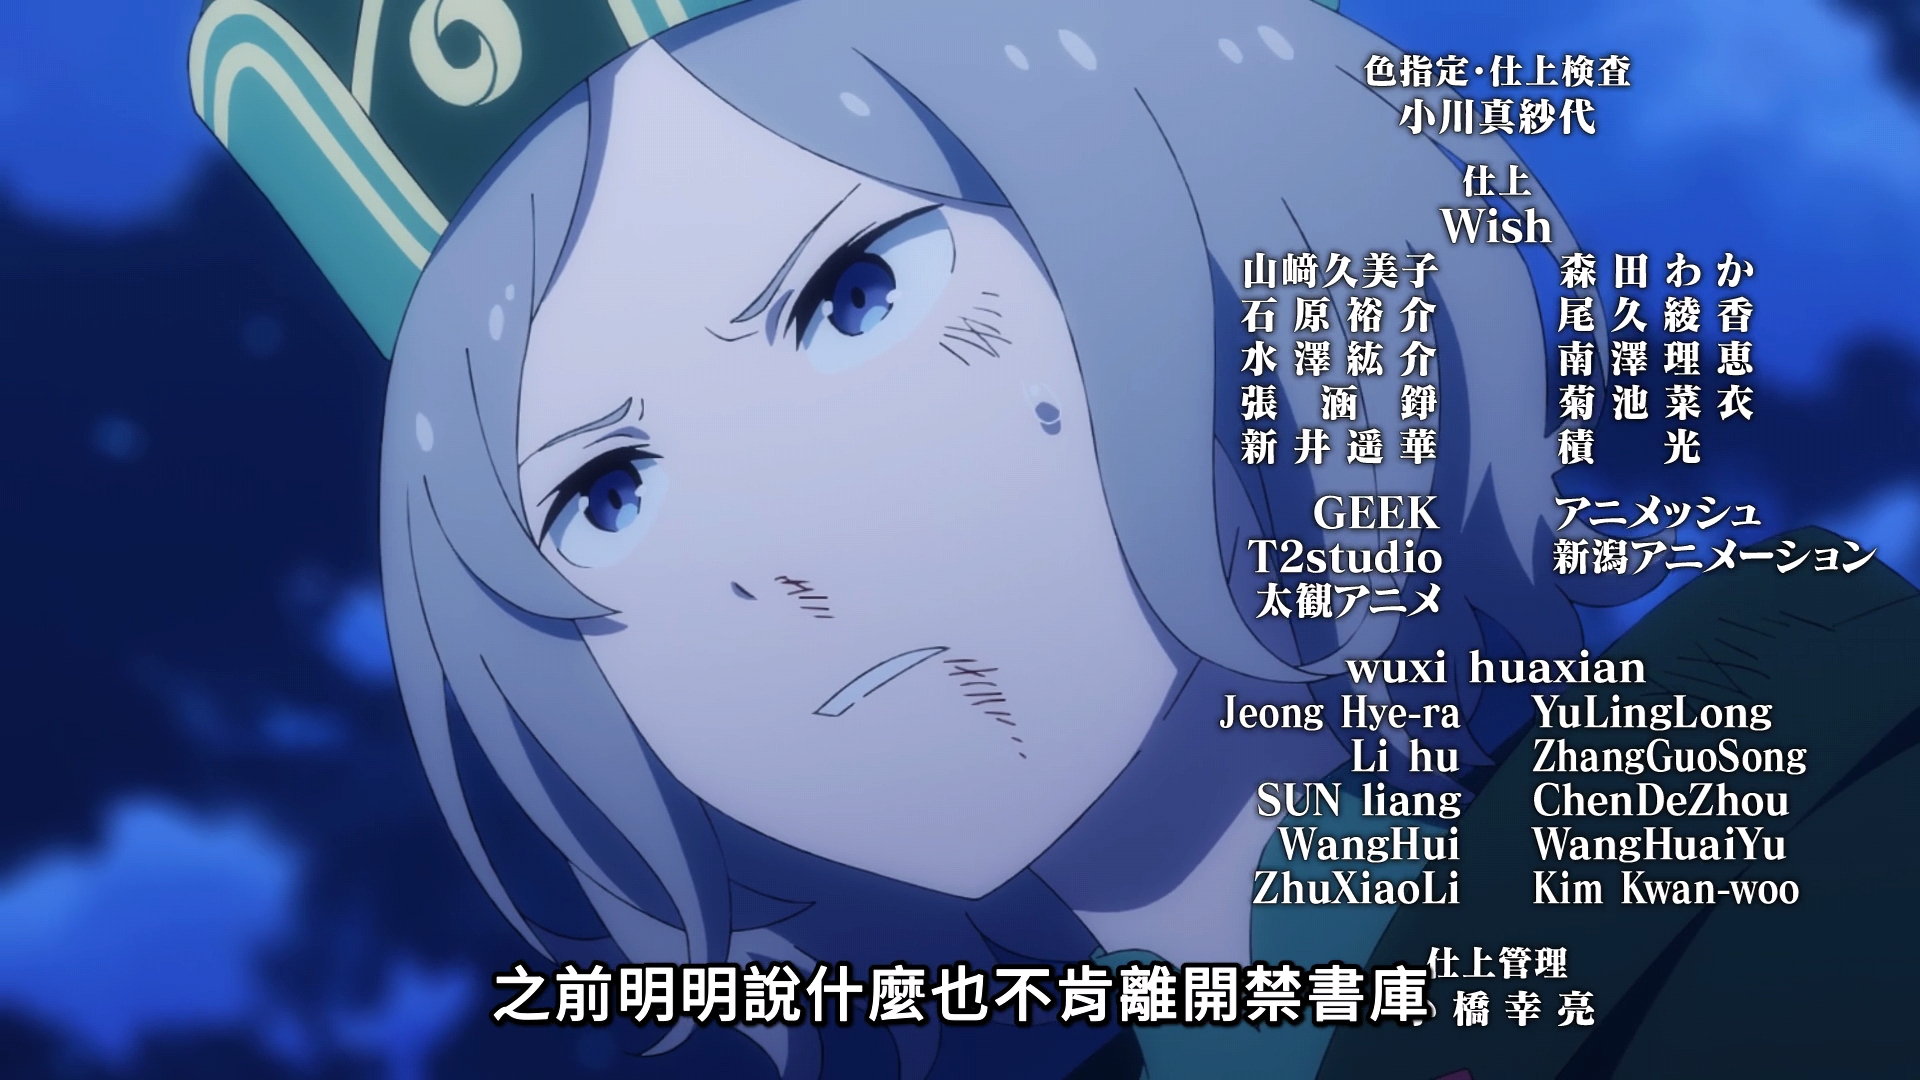 色指定･仕上検査
小川真紗代
仕上
Wish
山﨑久美子 森田わか
石原裕介 尾久綾香
水澤紘介 南澤理恵
張涵錚 菊池菜衣
新井遥華 積光
GEEK アニメッシュ
T2studio 新潟アニメーション
太観アニメ
wuxi huaxian
Jeong Hye-ra YuLingLong
Li hu ZhangGuoSong
SUN liang ChenDeZhou
WangHui WangHuaiYu
ZhuXiaoLi Kim Kwan-woo
仕上管理
橋幸亮
之前明明說什麼也不肯離開禁書庫